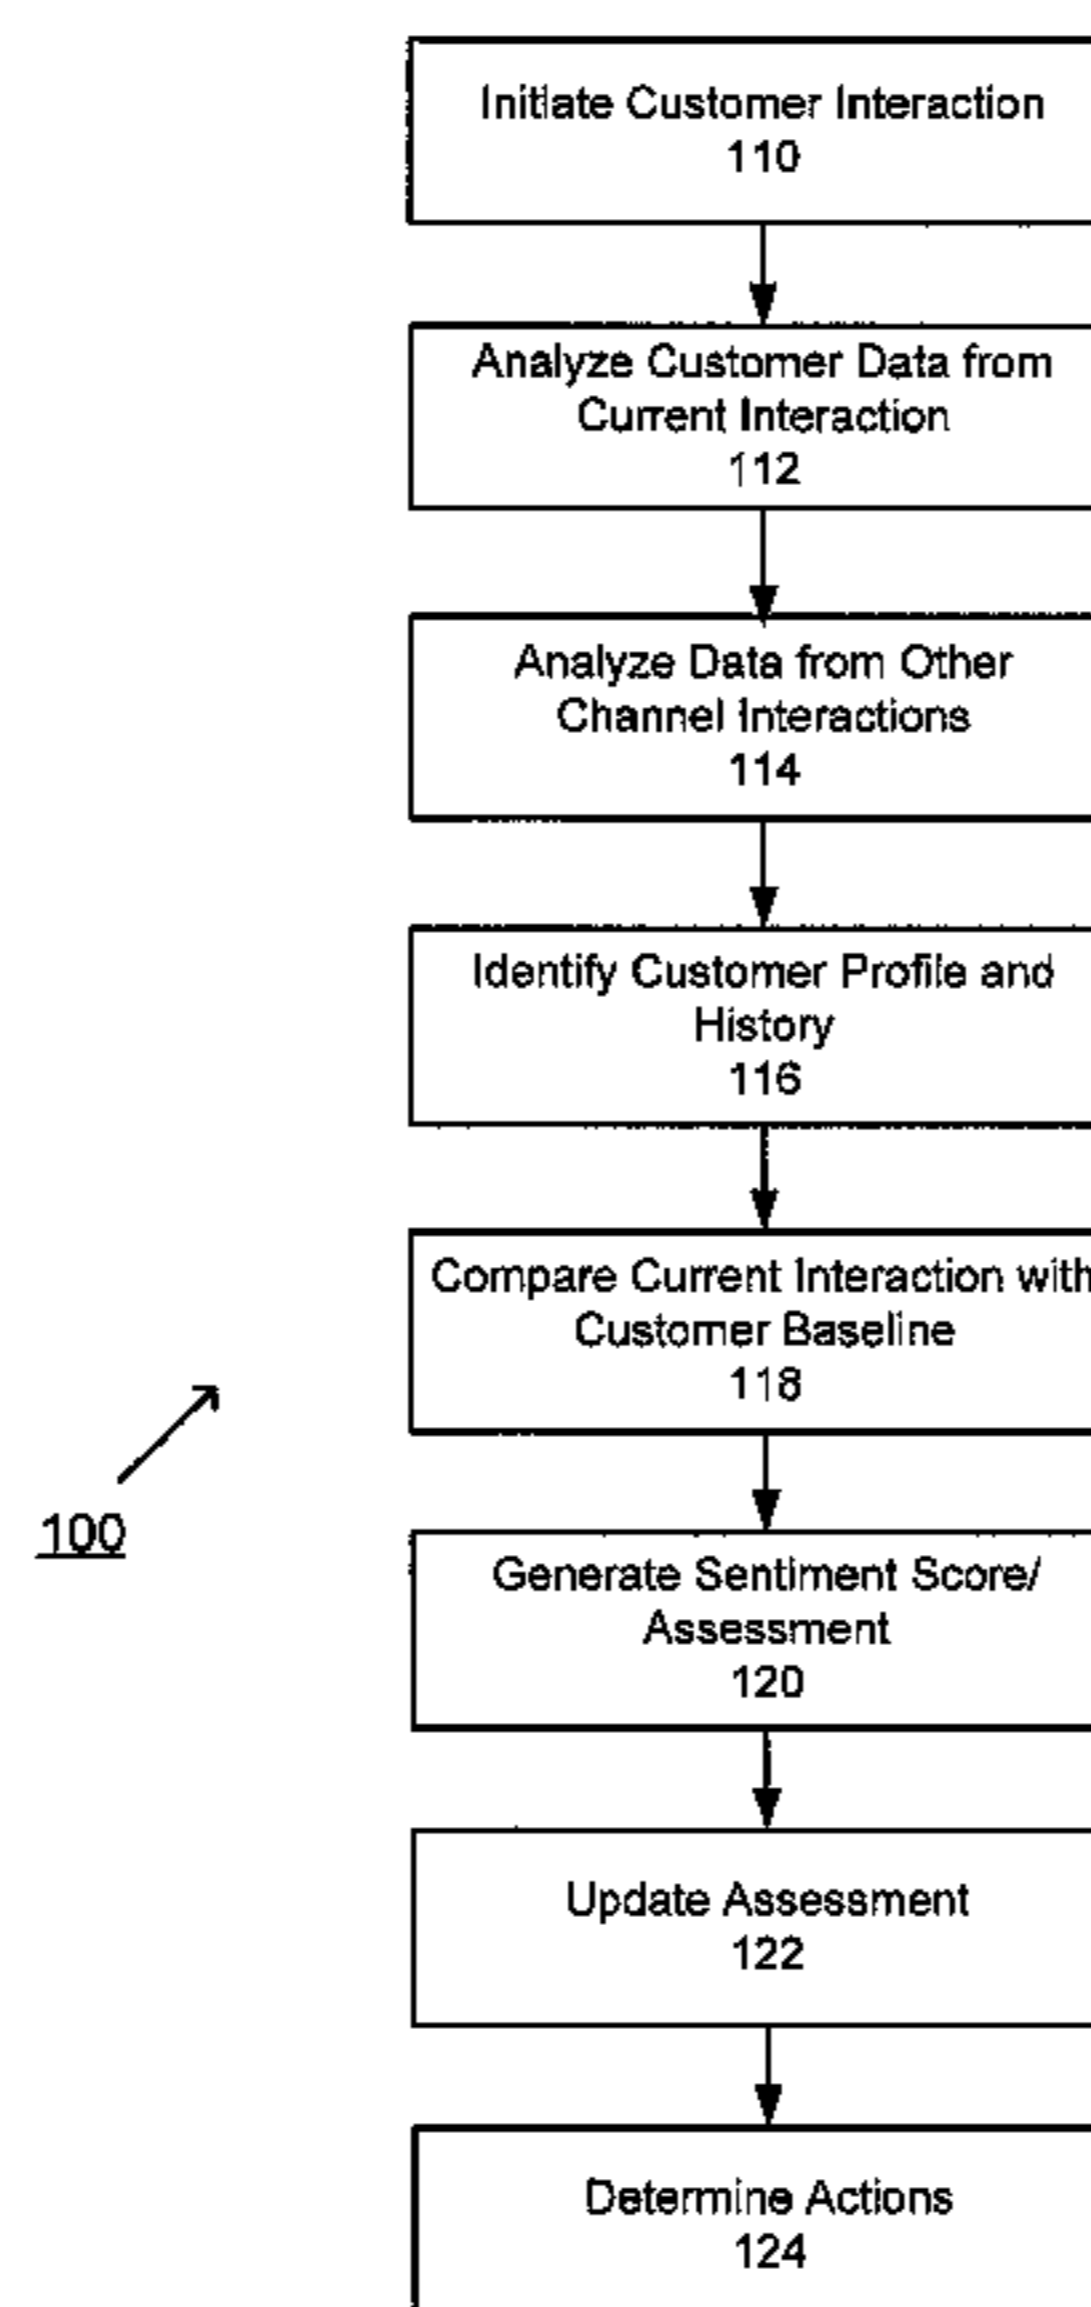 Initiate Customer Interaction
110
Analyze Customer Data from
Current Interaction
112
Analyze Data from Other
Channel Interactions
114
Identify Customer Profile and
History
116
Compare Current Interaction with
Customer Baseline
118
100
Generate Sentiment Score/
Assessment
120
Update Assessment
122
Determine Actions
124